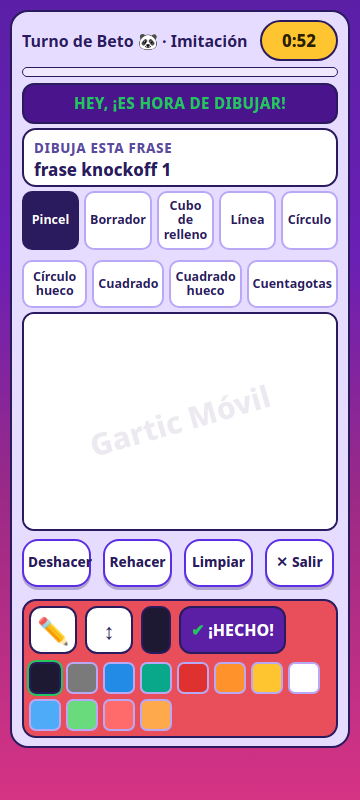 Turno de Beto 🐼 · Imitación
0:52
HEY, ¡ES HORA DE DIBUJAR!
DIBUJA ESTA FRASE
frase knockoff 1
Pincel
Borrador
Cubo
de
relleno
Línea
Círculo
Círculo
hueco
Cuadrado
Cuadrado
hueco
Cuentagotas
Gartic Móvil
Deshacer
Rehacer
Limpiar
✕ Salir
✔ ¡HECHO!